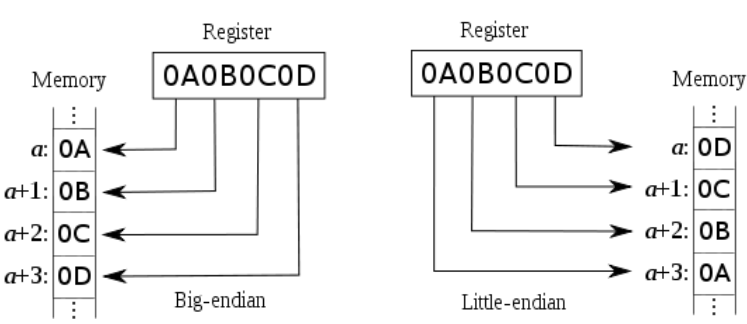 Register
0A0B0C0D
Memory
⋮
a: 0A
a+1: 0B
a+2: 0C
a+3: 0D
⋮
Big-endian
Register
0A0B0C0D
Memory
⋮
a: 0D
a+1: 0C
a+2: 0B
a+3: 0A
⋮
Little-endian